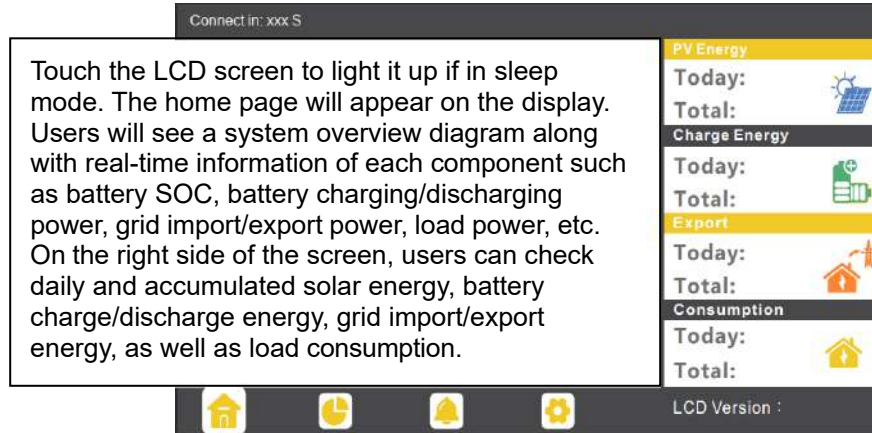 Connect in: xxx S
Touch the LCD screen to light it up if in sleep
mode. The home page will appear on the display.
Users will see a system overview diagram along
with real-time information of each component such
as battery SOC, battery charging/discharging
power, grid import/export power, load power, etc.
On the right side of the screen, users can check
daily and accumulated solar energy, battery
charge/discharge energy, grid import/export
energy, as well as load consumption.
PV Energy
Today:
Total:
Charge Energy
Today:
Total:
Export
Today:
Total:
Consumption
Today:
Total:
LCD Version :